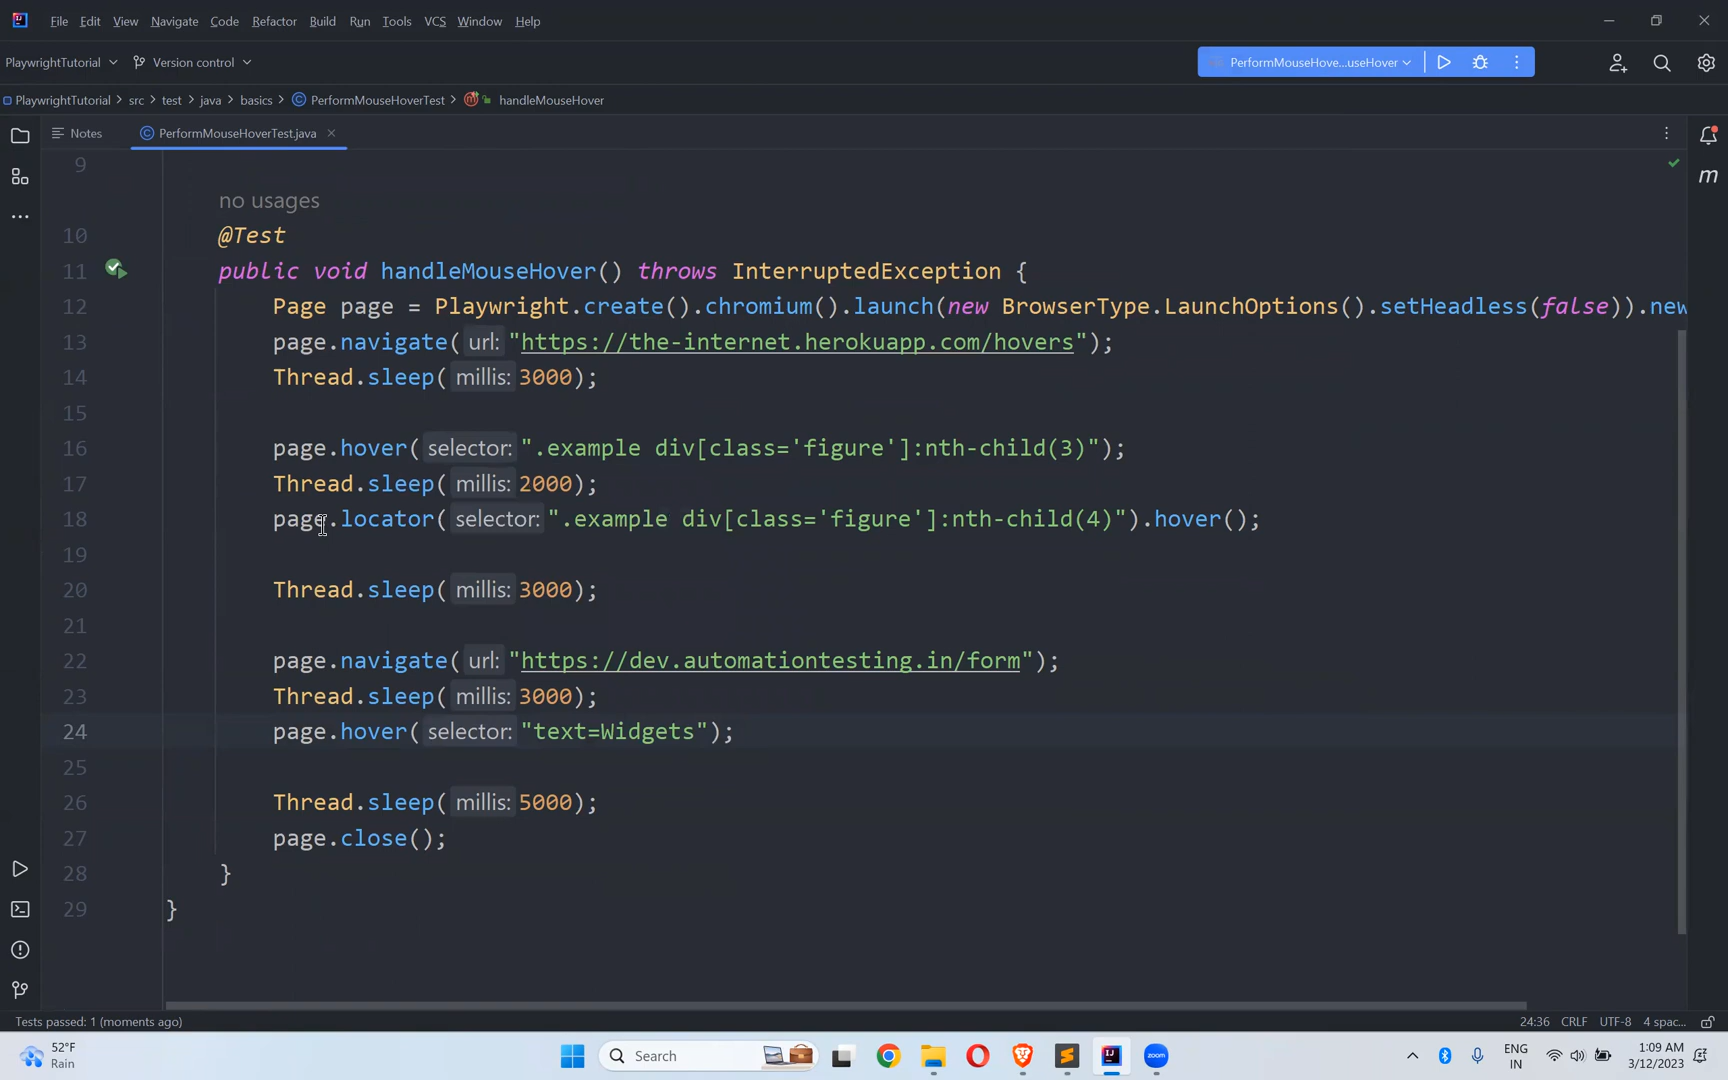 File Edit View Navigate Code Refactor Build Run Tools VCS Window Help
PlaywrightTutorial Version control PerformMouseHove...useHover
PlaywrightTutorial src test java basics PerformMouseHoverTest handleMouseHover
Notes PerformMouseHoverTest.java
m
9
no usages
10 @Test
11 public void handleMouseHover() throws InterruptedException {
12 Page page = Playwright.create().chromium().launch(new BrowserType.LaunchOptions().setHeadless(false)).new
13 page.navigate( url: "https://the-internet.herokuapp.com/hovers");
14 Thread.sleep( millis: 3000);
15
16 page.hover( selector: ".example div[class='figure']:nth-child(3)");
17 Thread.sleep( millis: 2000);
18 page.locator( selector: ".example div[class='figure']:nth-child(4)").hover();
19
20 Thread.sleep( millis: 3000);
21
22 page.navigate( url: "https://dev.automationtesting.in/form");
23 Thread.sleep( millis: 3000);
24 page.hover( selector: "text=Widgets");
25
26 Thread.sleep( millis: 5000);
27 page.close();
28 }
29 }
Tests passed: 1 (moments ago) 24:36 CRLF UTF-8 4 spac...
52°F
Rain
Search
zoom
ENG
IN
1:09 AM
3/12/2023